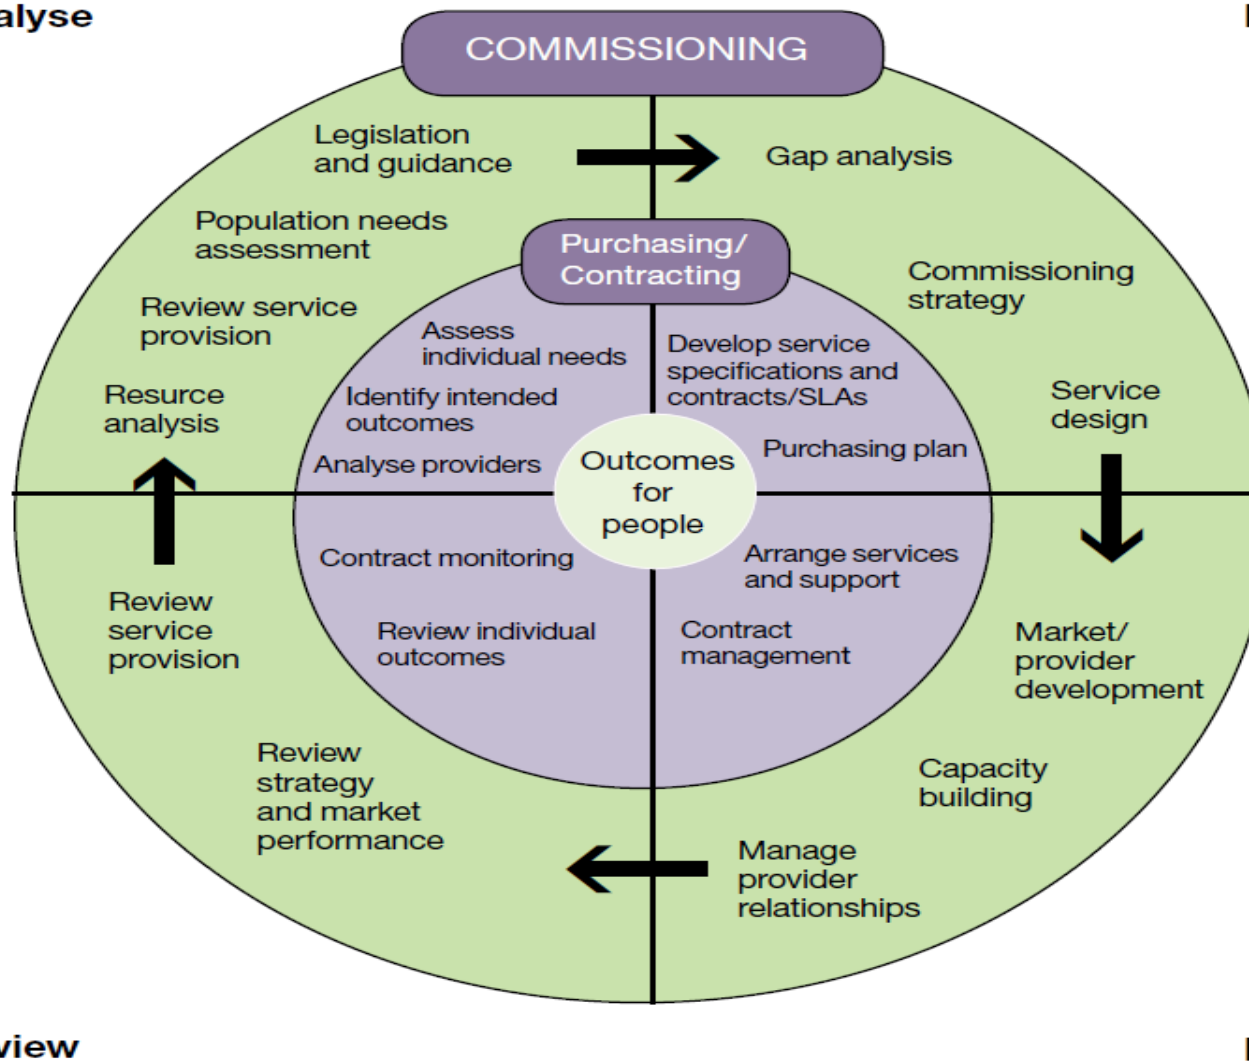 alyse
COMMISSIONING
Legislation
and guidance
Gap analysis
Population needs
assessment
Purchasing/
Contracting
Commissioning
strategy
Review service
provision
Assess
individual needs
Develop service
specifications and
contracts/SLAs
Resurce
analysis
Identify intended
outcomes
Service
design
Purchasing plan
Analyse providers
Outcomes
for
people
Contract monitoring
Arrange services
and support
Review
service
provision
Review individual
outcomes
Contract
management
Market/
provider
development
Review
strategy
and market
performance
Capacity
building
Manage
provider
relationships
view